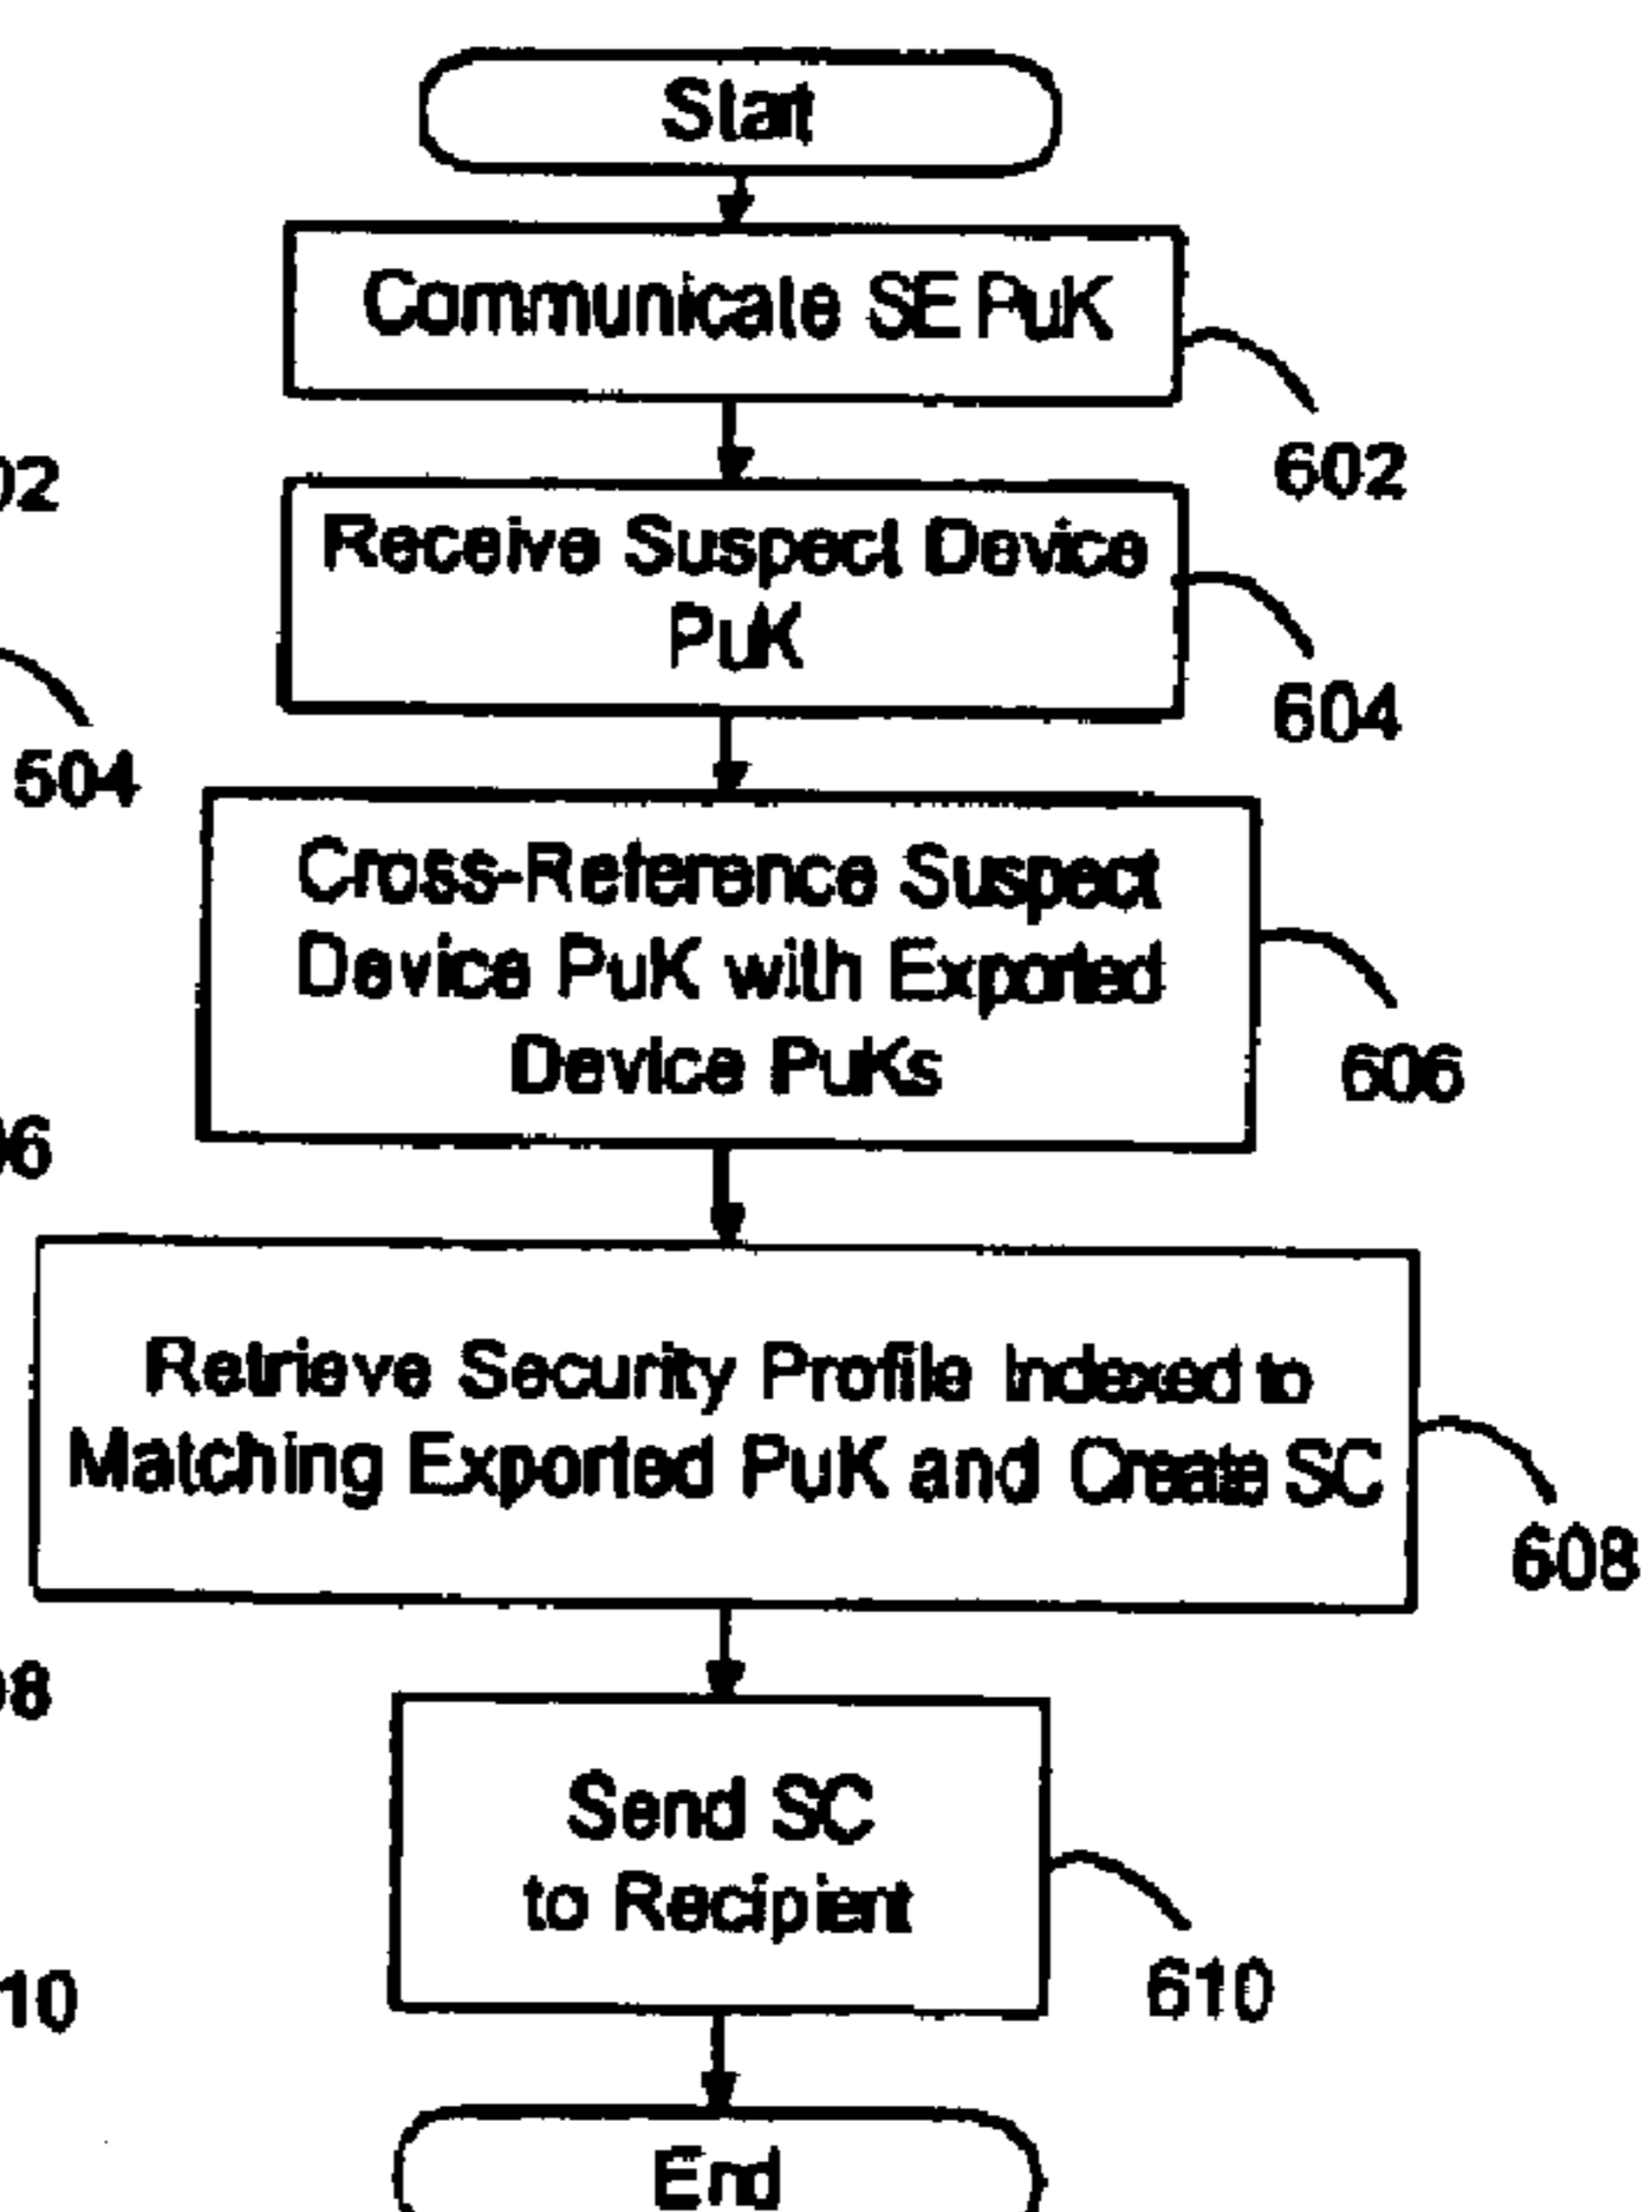 Start
Communicate SE PuK
602
Receive Suspect Device
PuK
604
Cross-Reference Suspect
Device PuK with Exported
Device PuKs
606
Retrieve Security Profile Indexed to
Matching Exported PuK and Create SC
608
Send SC
to Recipient
610
End
02
504
06
08
10